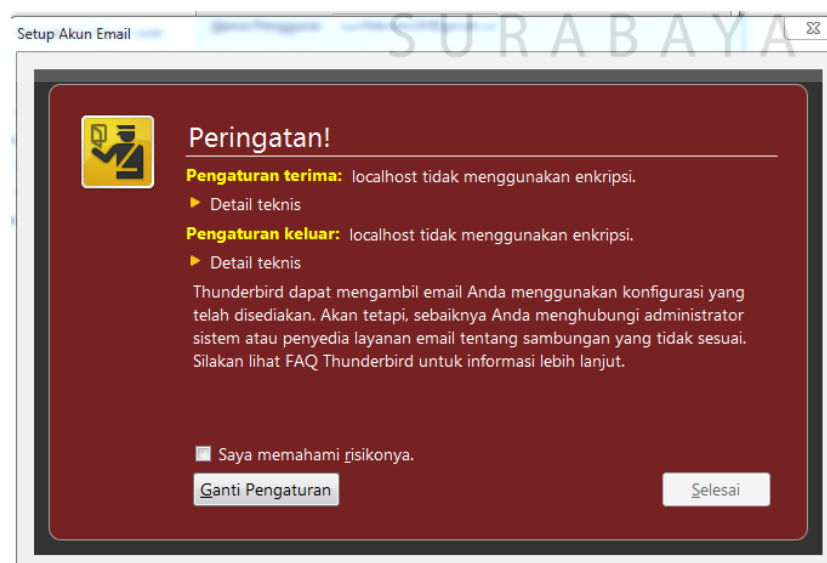 SURABAYA
Setup Akun Email
Peringatan!
Pengaturan terima: localhost tidak menggunakan enkripsi.
Detail teknis
Pengaturan keluar: localhost tidak menggunakan enkripsi.
Detail teknis
Thunderbird dapat mengambil email Anda menggunakan konfigurasi yang
telah disediakan. Akan tetapi, sebaiknya Anda menghubungi administrator
sistem atau penyedia layanan email tentang sambungan yang tidak sesuai.
Silakan lihat FAQ Thunderbird untuk informasi lebih lanjut.
Saya memahami risikonya.
Ganti Pengaturan
Selesai